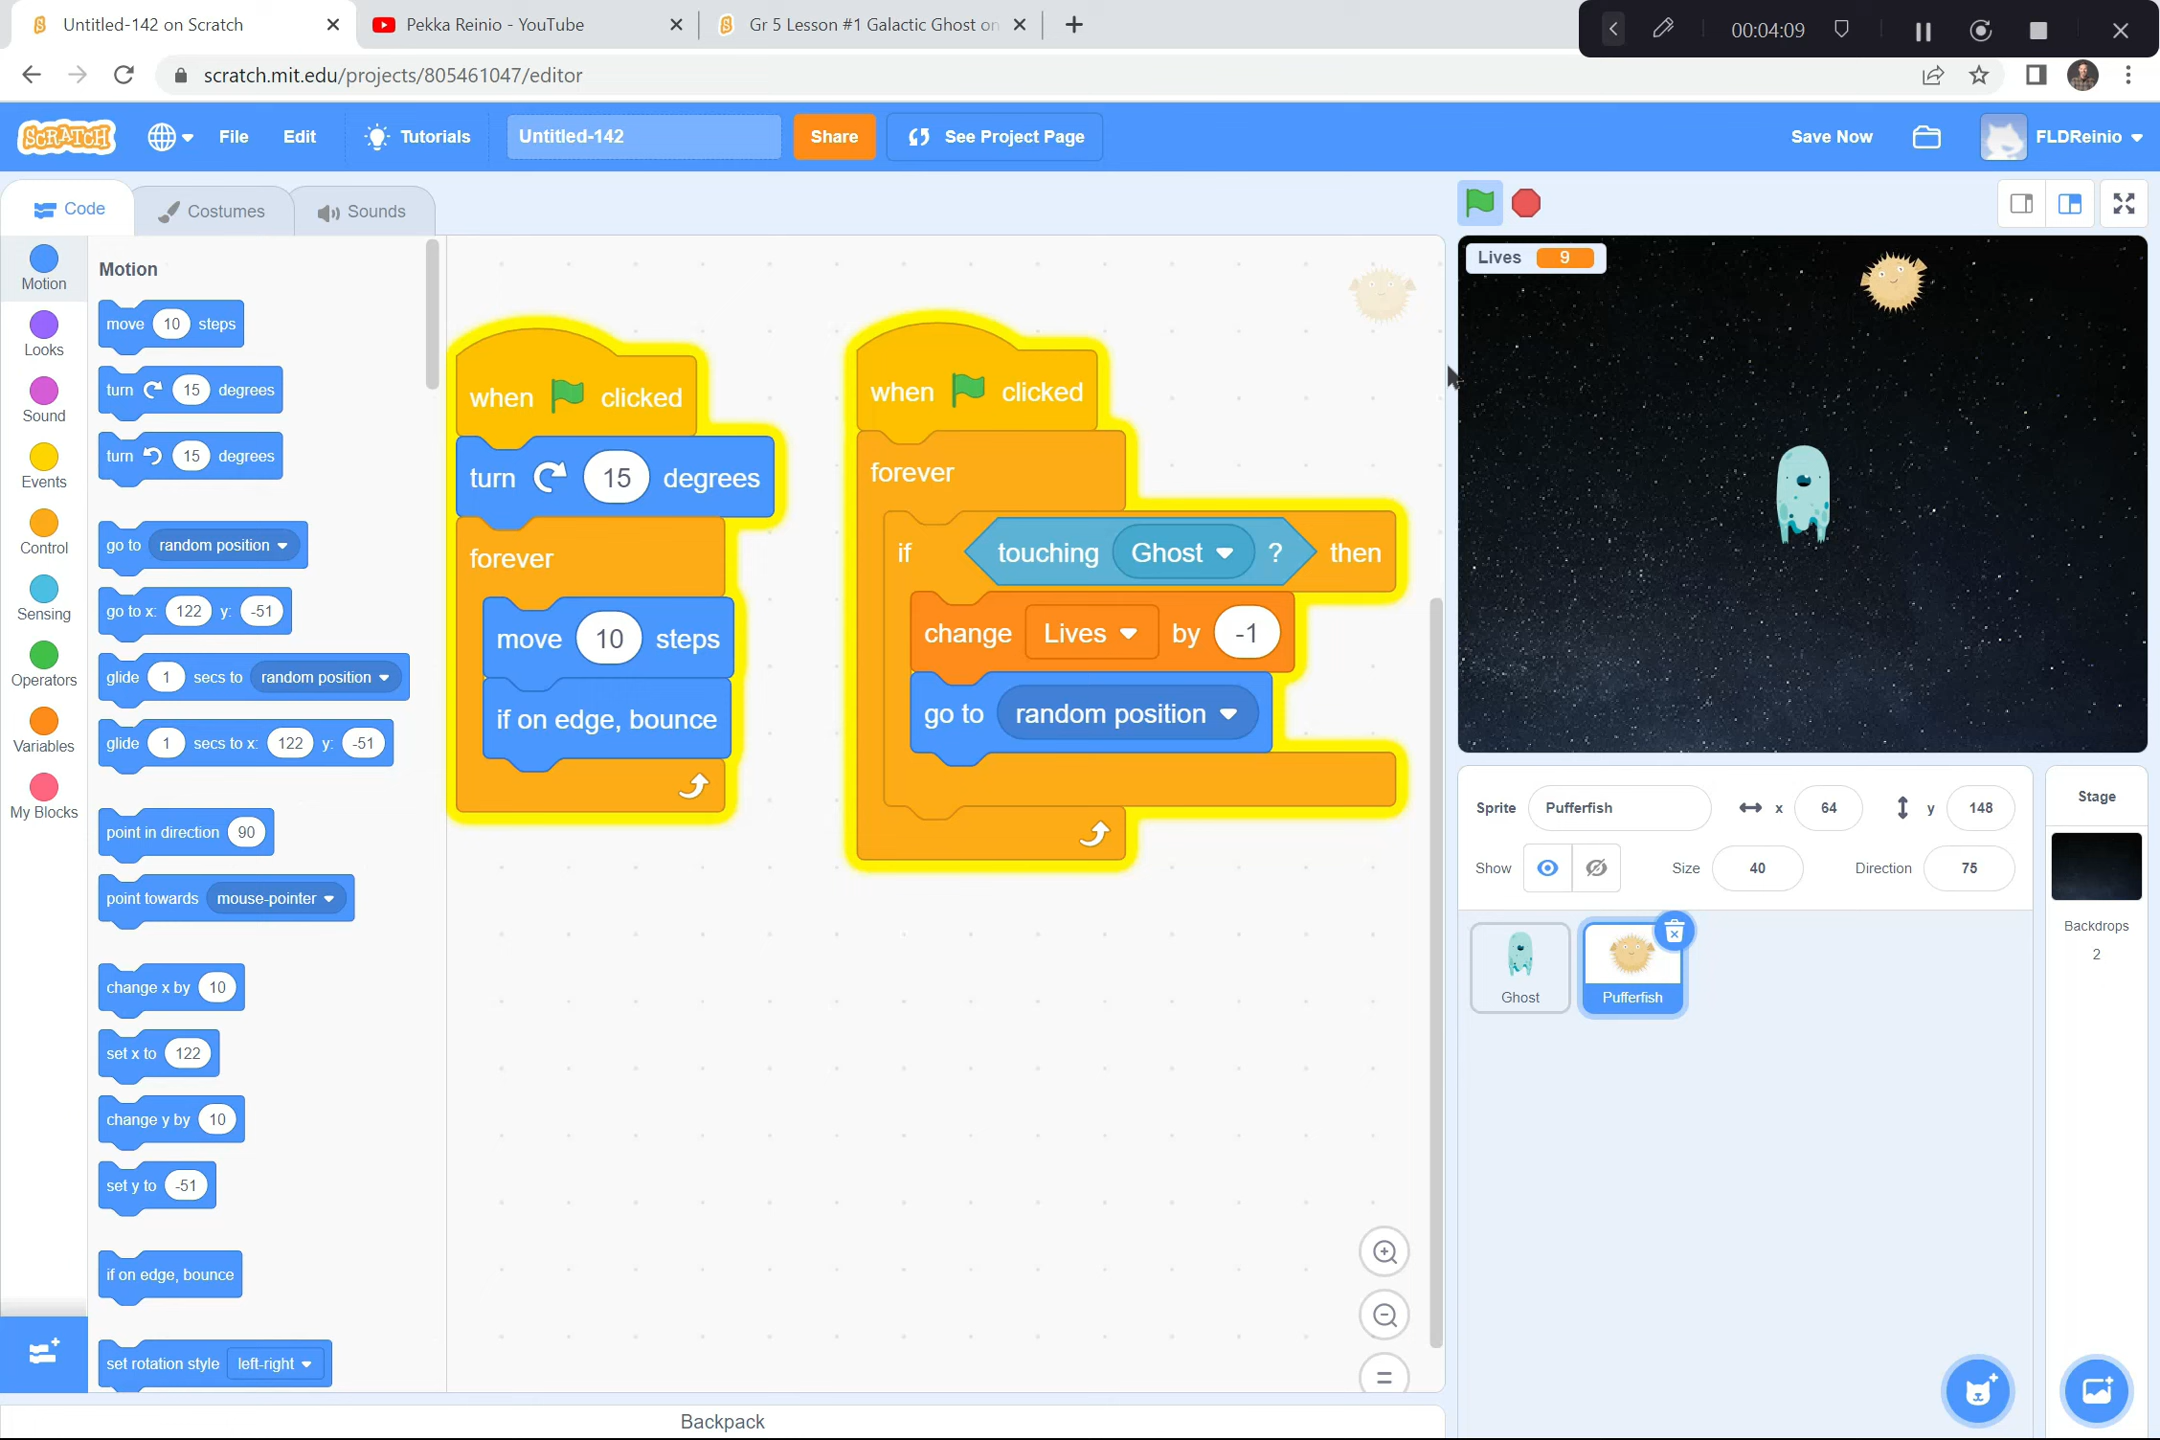 Untitled-142 on Scratch
Pekka Reinio - YouTube
Gr 5 Lesson #1 Galactic Ghost on
00:04:09
scratch.mit.edu/projects/805461047/editor
SCRATCH
File
Edit
Tutorials
Untitled-142
Share
See Project Page
Save Now
FLDReinio
Code
Costumes
Sounds
Motion
Looks
Sound
Events
Control
Sensing
Operators
Variables
My Blocks
Motion
move 10 steps
turn 15 degrees
turn 15 degrees
go to random position
go to x: 122 y: -51
glide 1 secs to random position
glide 1 secs to x: 122 y: -51
point in direction 90
point towards mouse-pointer
change x by 10
set x to 122
change y by 10
set y to -51
if on edge, bounce
set rotation style left-right
when clicked
turn 15 degrees
forever
move 10 steps
if on edge, bounce
when clicked
forever
if touching Ghost ? then
change Lives by -1
go to random position
Backpack
Lives 9
Sprite Pufferfish x 64 y 148
Show Size 40 Direction 75
Ghost
Pufferfish
Stage
Backdrops
2